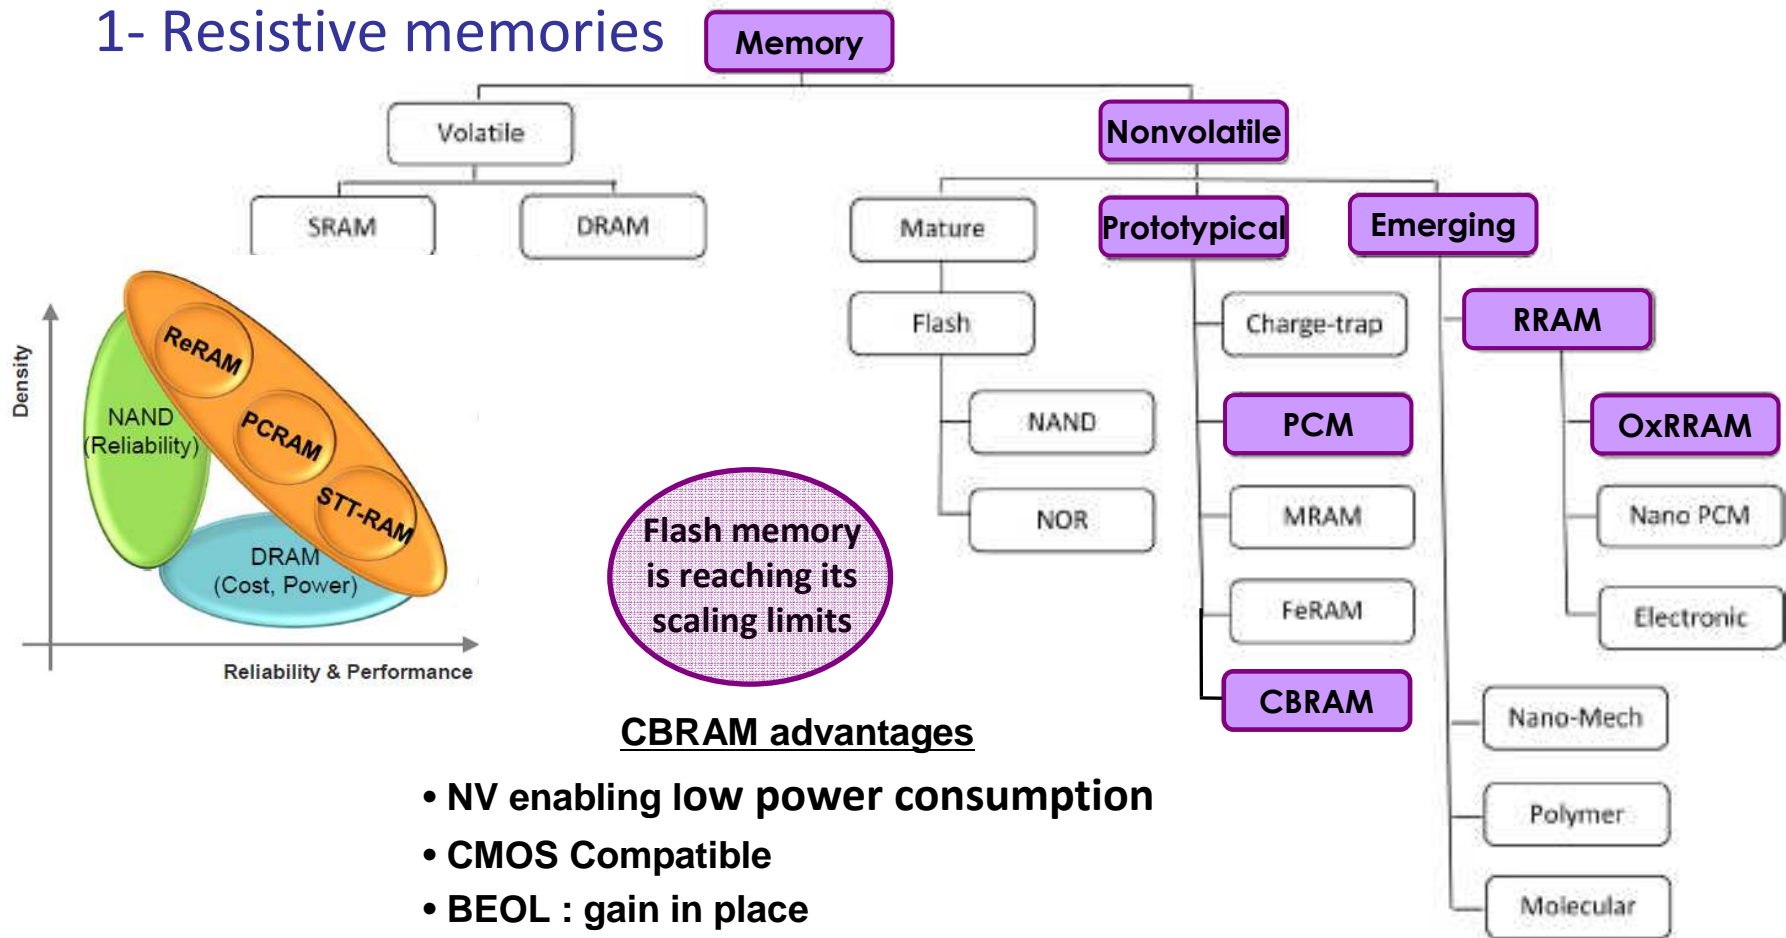 1- Resistive memories
Memory
Volatile
Nonvolatile
SRAM
DRAM
Mature
Prototypical
Emerging
Flash
Charge-trap
RRAM
NAND
PCM
OxRRAM
NOR
MRAM
Nano PCM
FeRAM
Electronic
CBRAM
Nano-Mech
Polymer
Molecular
Density
ReRAM
NAND
(Reliability)
PCRAM
STT-RAM
DRAM
(Cost, Power)
Reliability & Performance
Flash memory
is reaching its
scaling limits
CBRAM advantages
• NV enabling low power consumption
• CMOS Compatible
• BEOL : gain in place